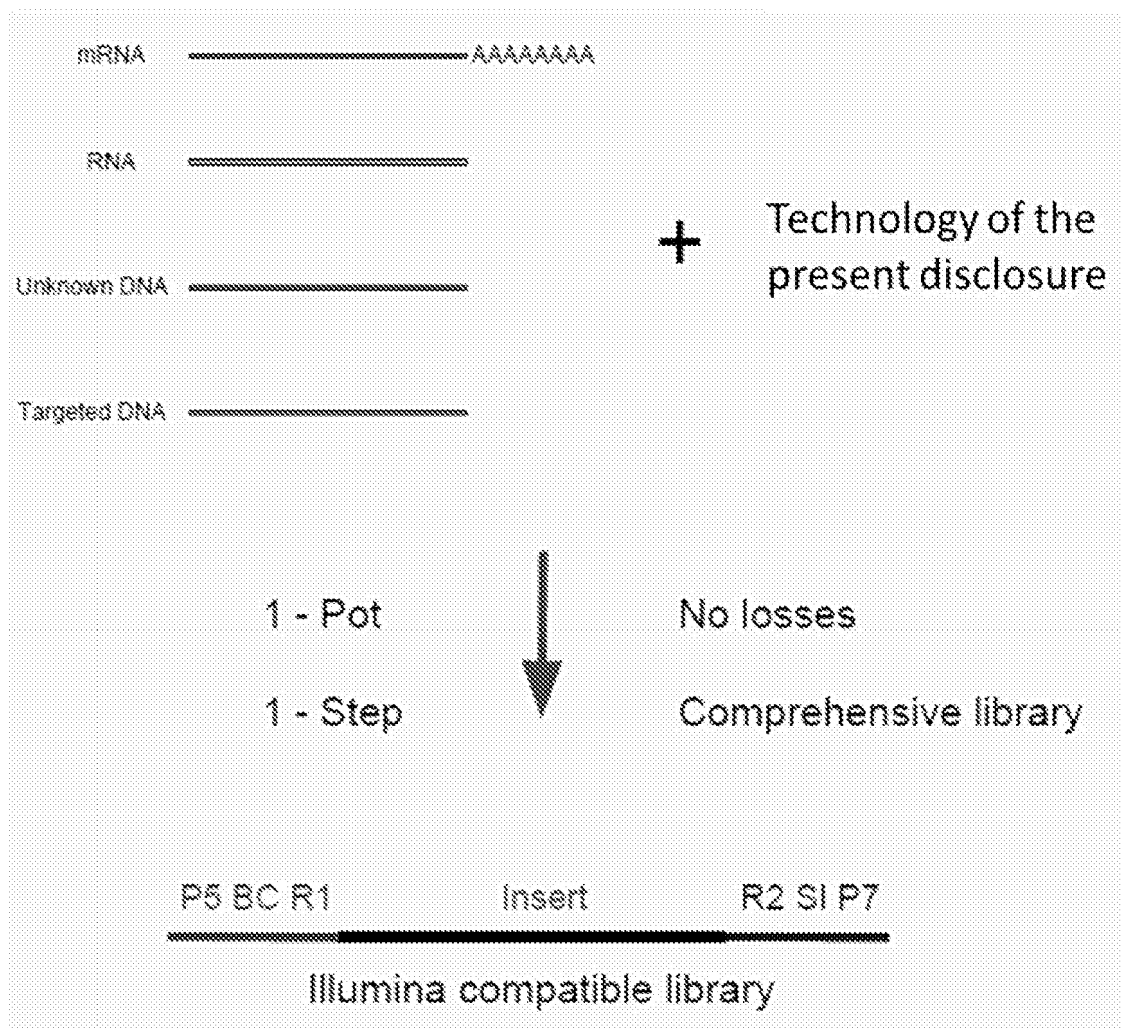 mRNA AAAAAAAA
RNA
Unknown DNA
Targeted DNA
+ Technology of the
present disclosure
1 - Pot No losses
1 - Step Comprehensive library
P5 BC R1 Insert R2 SI P7
Illumina compatible library